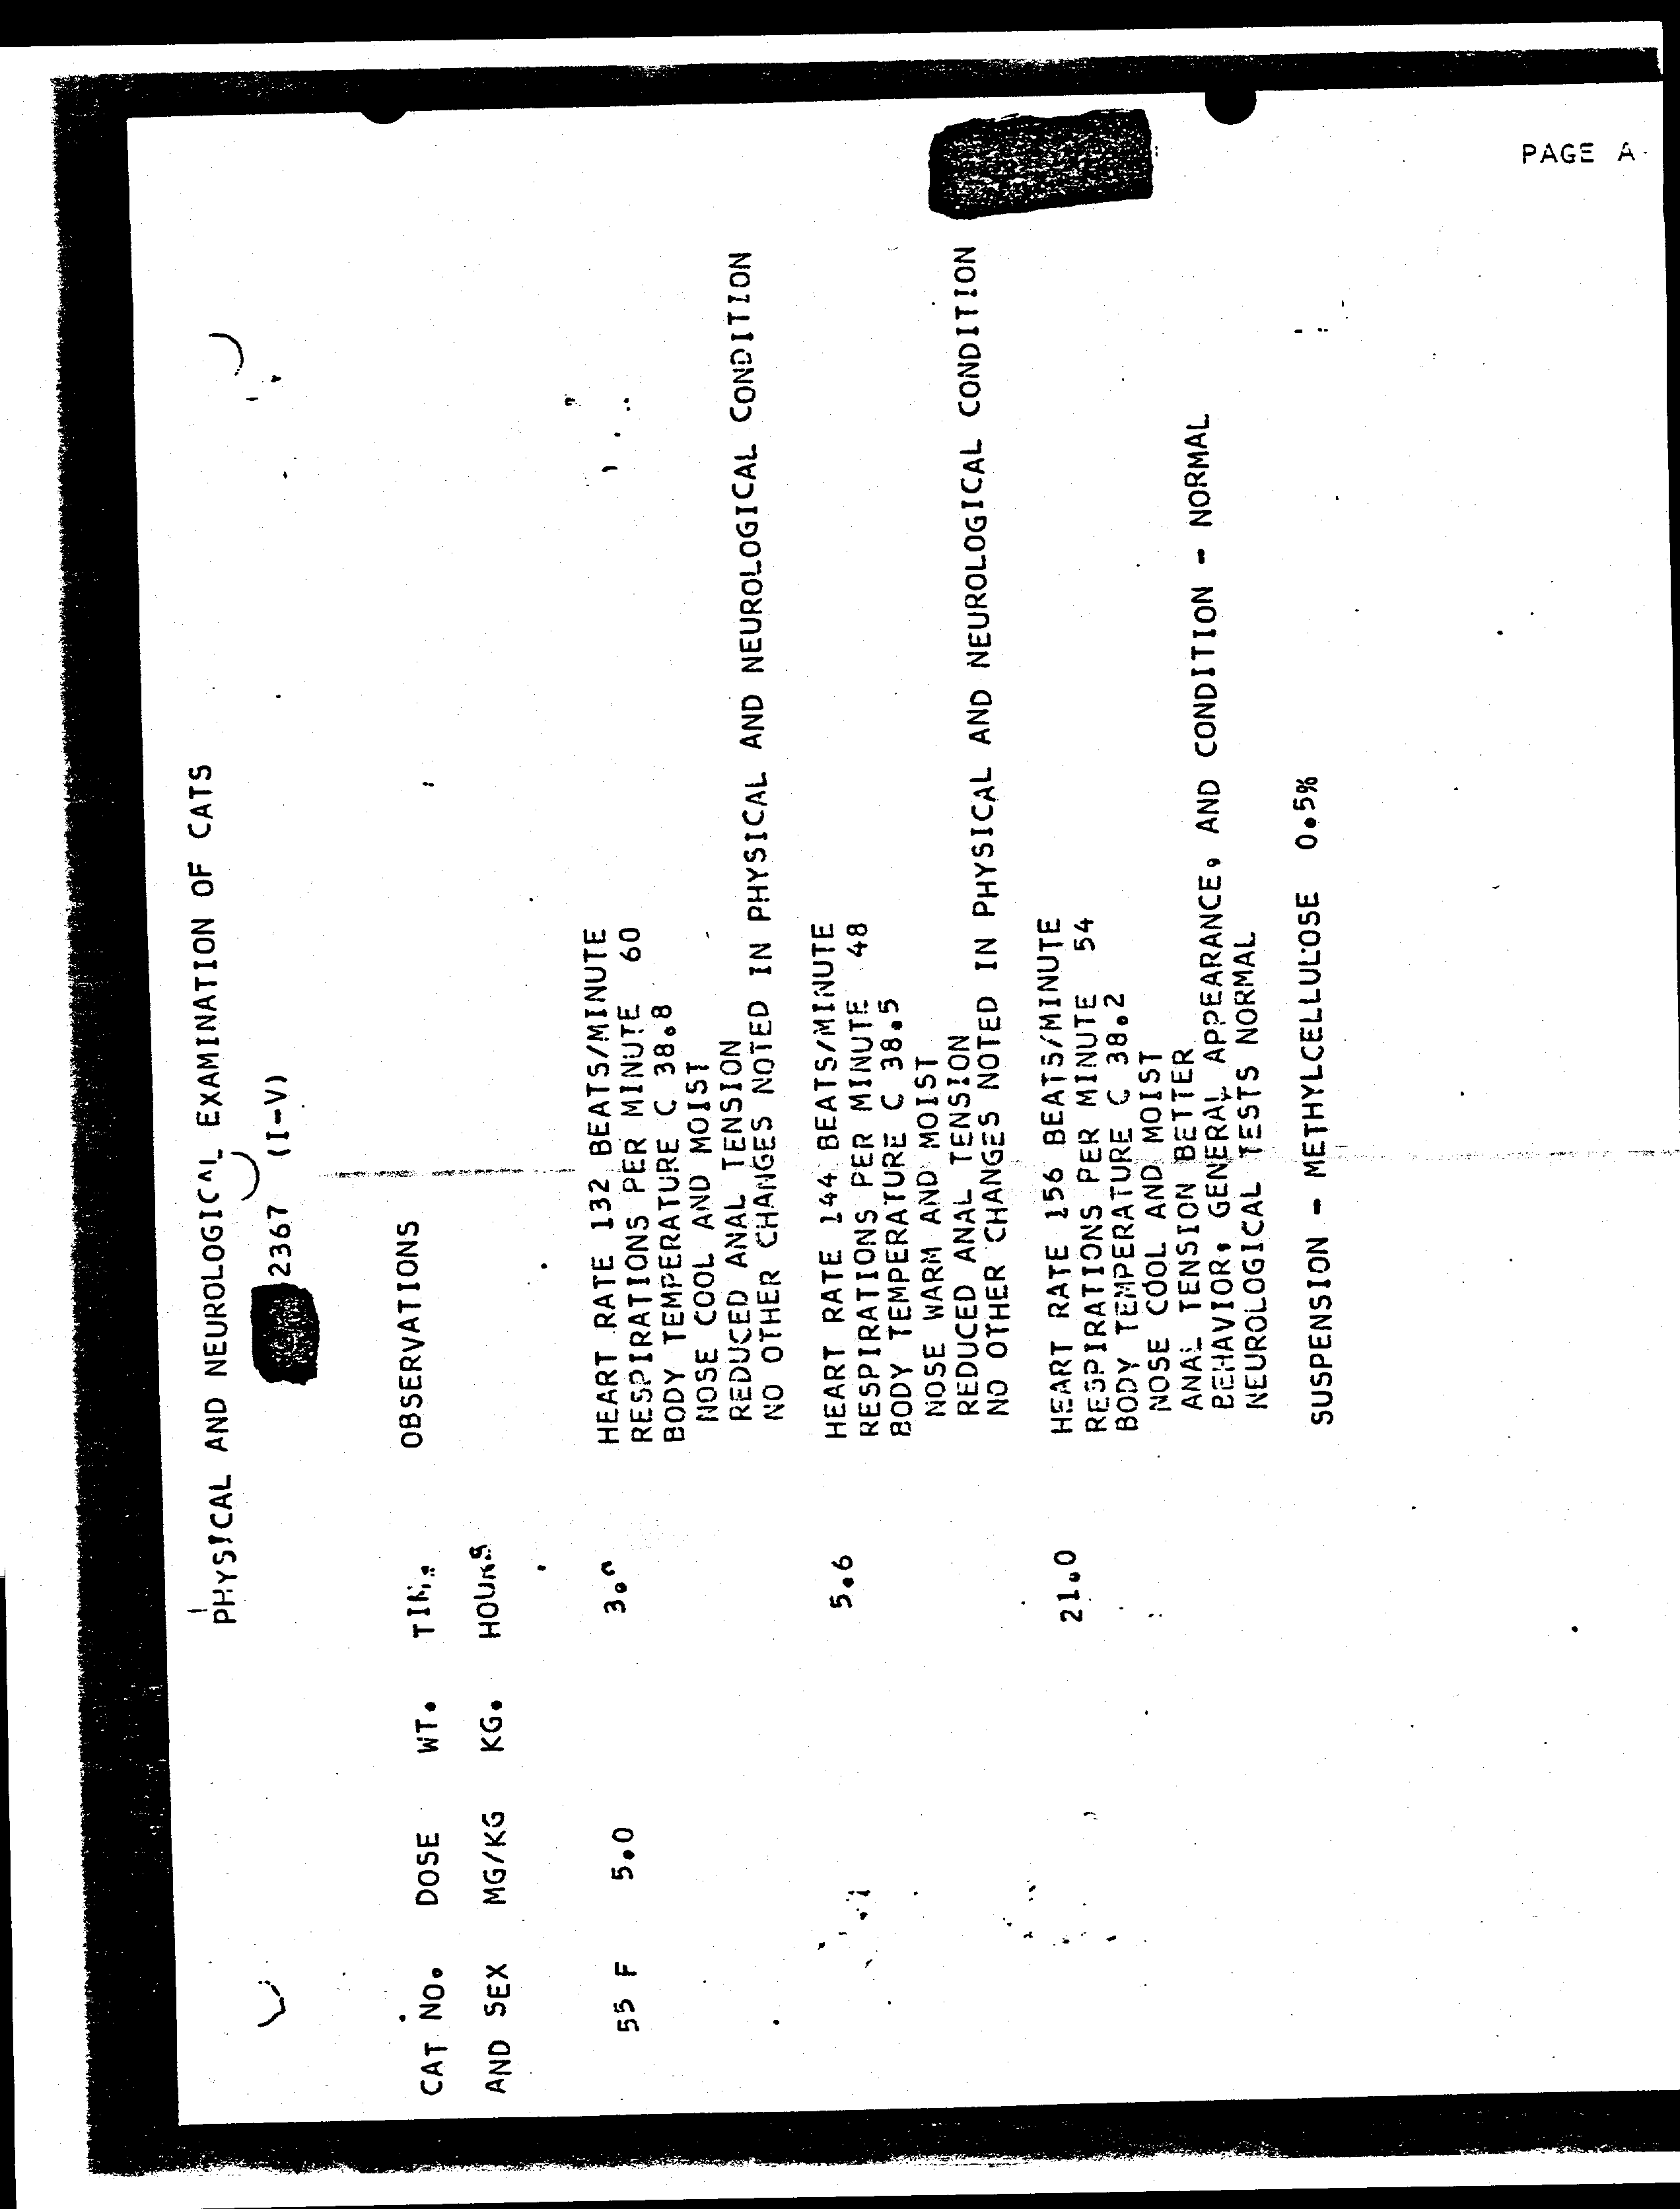 PHYSICAL AND NEUROLOGICAL EXAMINATION OF CATS
2367 (I-V)
CAT NO. DOSE WT. OBSERVATIONS
AND SEX MG/KG KG. HOURS
55 F 5.0 HEART RATE 132 BEATS/MINUTE
RESPIRATIONS PER MINUTE 60
BODY TEMPERATURE C 38.8
NOSE COOL AND MOIST
REDUCED ANAL TENSION
NO OTHER CHANGES NOTED IN PHYSICAL AND NEUROLOGICAL CONDITION
5.6 HEART RATE 144 BEATS/MINUTE
RESPIRATIONS PER MINUTE 48
BODY TEMPERATURE C 38.5
NOSE WARM AND MOIST
REDUCED ANAL TENSION
NO OTHER CHANGES NOTED IN PHYSICAL AND NEUROLOGICAL CONDITION
21.0 HEART RATE 156 BEATS/MINUTE
RESPIRATIONS PER MINUTE 54
BODY TEMPERATURE C 38.2
NOSE COOL AND MOIST
ANAL TENSION BETTER
BEHAVIOR, GENERAL APPEARANCE, AND CONDITION - NORMAL
NEUROLOGICAL TESTS NORMAL
SUSPENSION - METHYLCELLULOSE 0.5%
PAGE A-